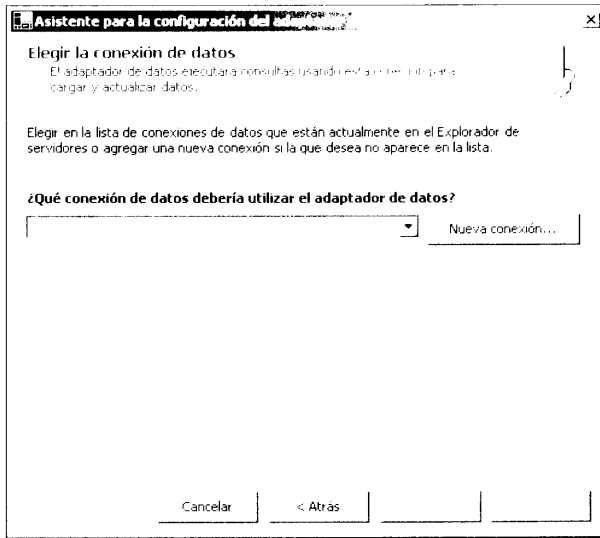 Asistente para la configuración del
Elegir la conexión de datos
El adaptador de datos ejecutará consultas usando esta conexión para
cargar y actualizar datos.
Elegir en la lista de conexiones de datos que están actualmente en el Explorador de
servidores o agregar una nueva conexión si la que desea no aparece en la lista.
¿Qué conexión de datos debería utilizar el adaptador de datos?
Nueva conexión...
Cancelar
< Atrás